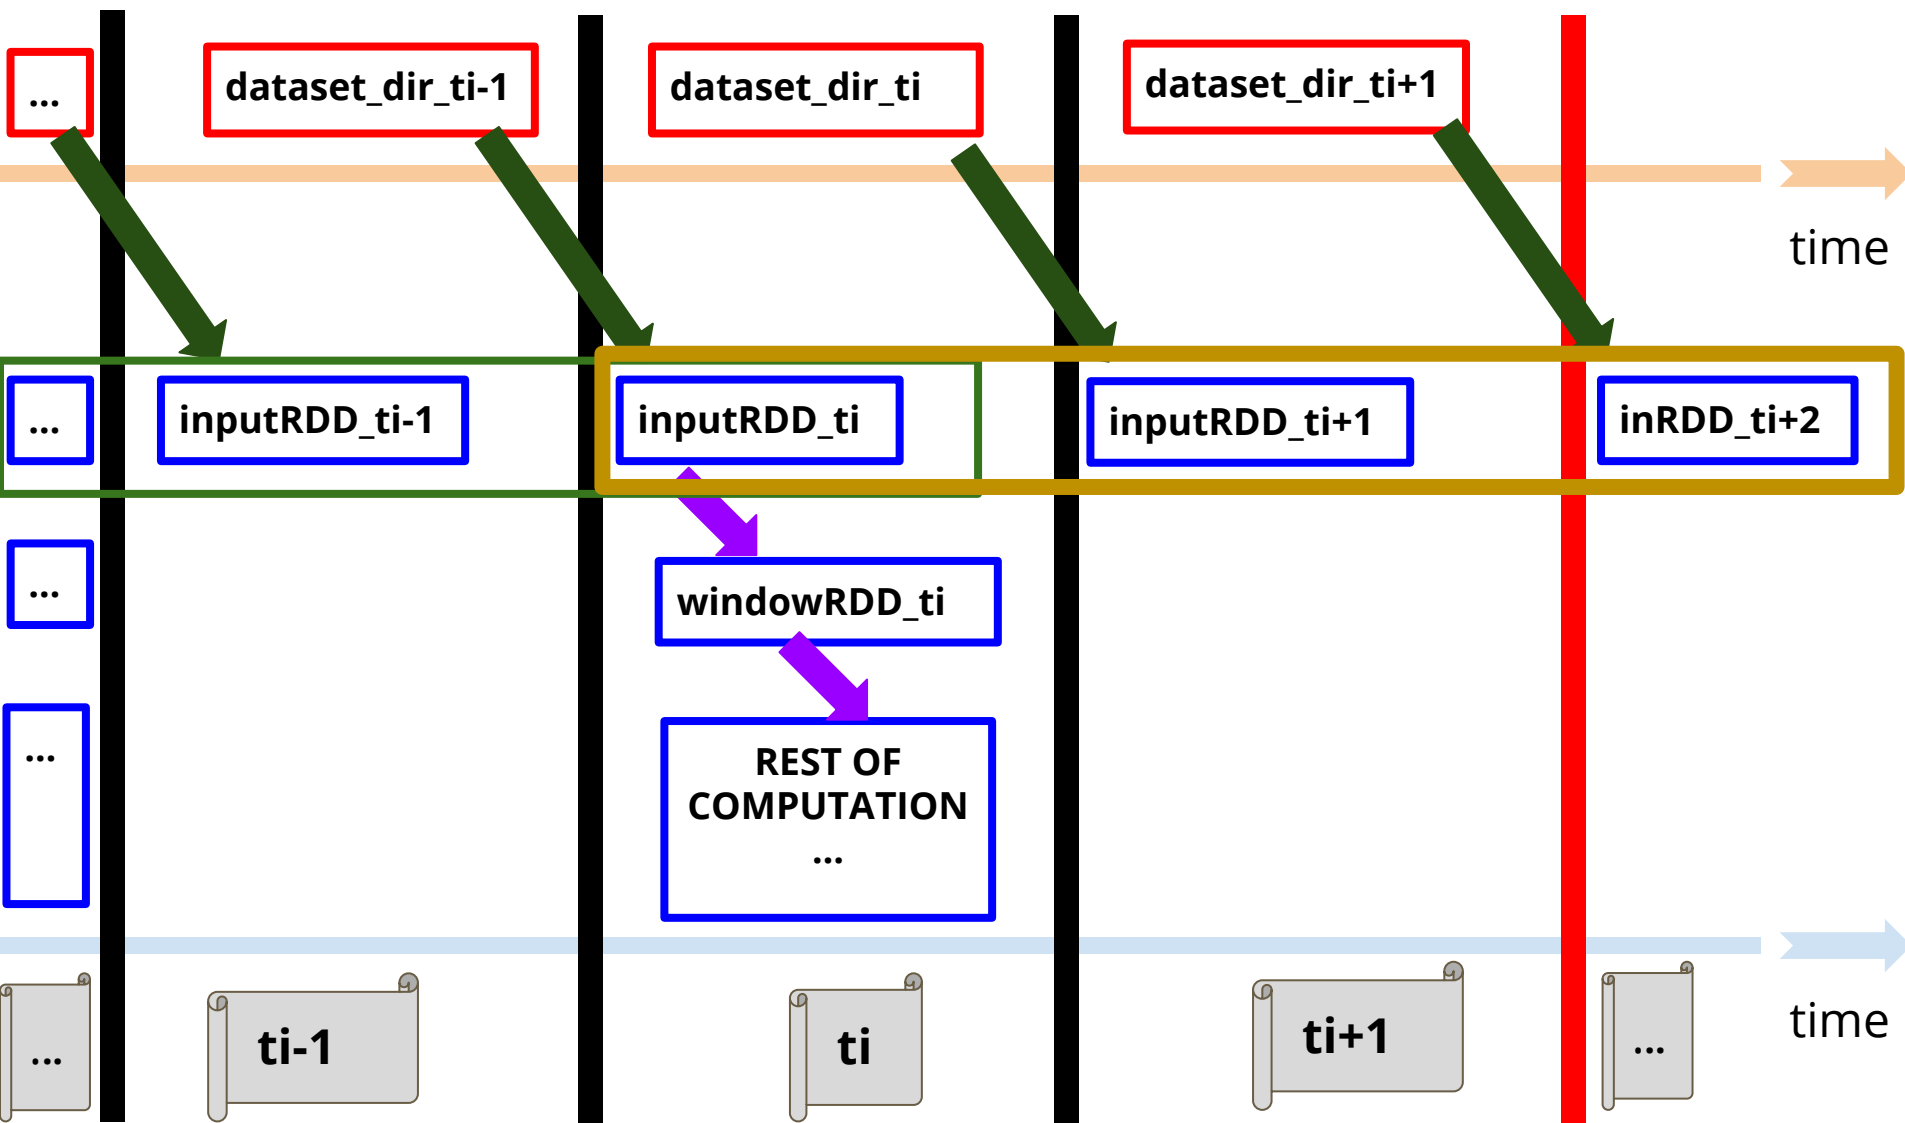 ...
dataset_dir_ti-1
dataset_dir_ti
dataset_dir_ti+1
time
...
inputRDD_ti-1
inputRDD_ti
inputRDD_ti+1
inRDD_ti+2
...
windowRDD_ti
...
REST OF
COMPUTATION
...
...
ti-1
ti
ti+1
...
time